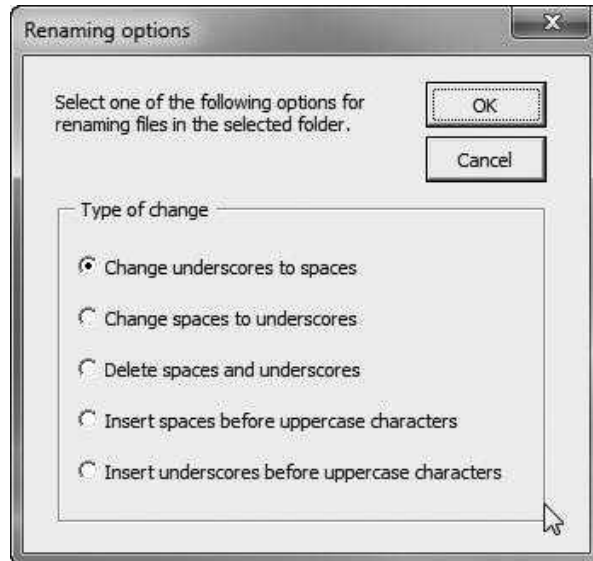 Renaming options
Select one of the following options for
renaming files in the selected folder.
OK
Cancel
Type of change
Change underscores to spaces
Change spaces to underscores
Delete spaces and underscores
Insert spaces before uppercase characters
Insert underscores before uppercase characters